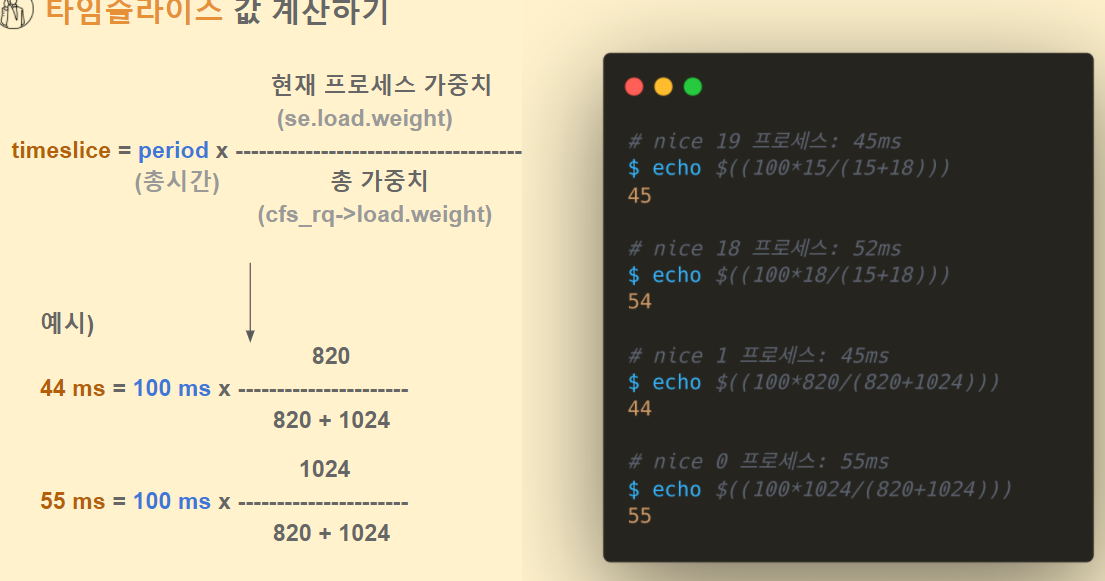 타임슬라이스 값 계산하기
현재 프로세스 가중치
(se.load.weight)
timeslice = period x -------------------------------------
(총시간)
총 가중치
(cfs_rq->load.weight)
예시)
820
44 ms = 100 ms x ----------------------
820 + 1024
1024
55 ms = 100 ms x ----------------------
820 + 1024
# nice 19 프로세스: 45ms
$ echo $((100*15/(15+18)))
45
# nice 18 프로세스: 52ms
$ echo $((100*18/(15+18)))
54
# nice 1 프로세스: 45ms
$ echo $((100*820/(820+1024)))
44
# nice 0 프로세스: 55ms
$ echo $((100*1024/(820+1024)))
55